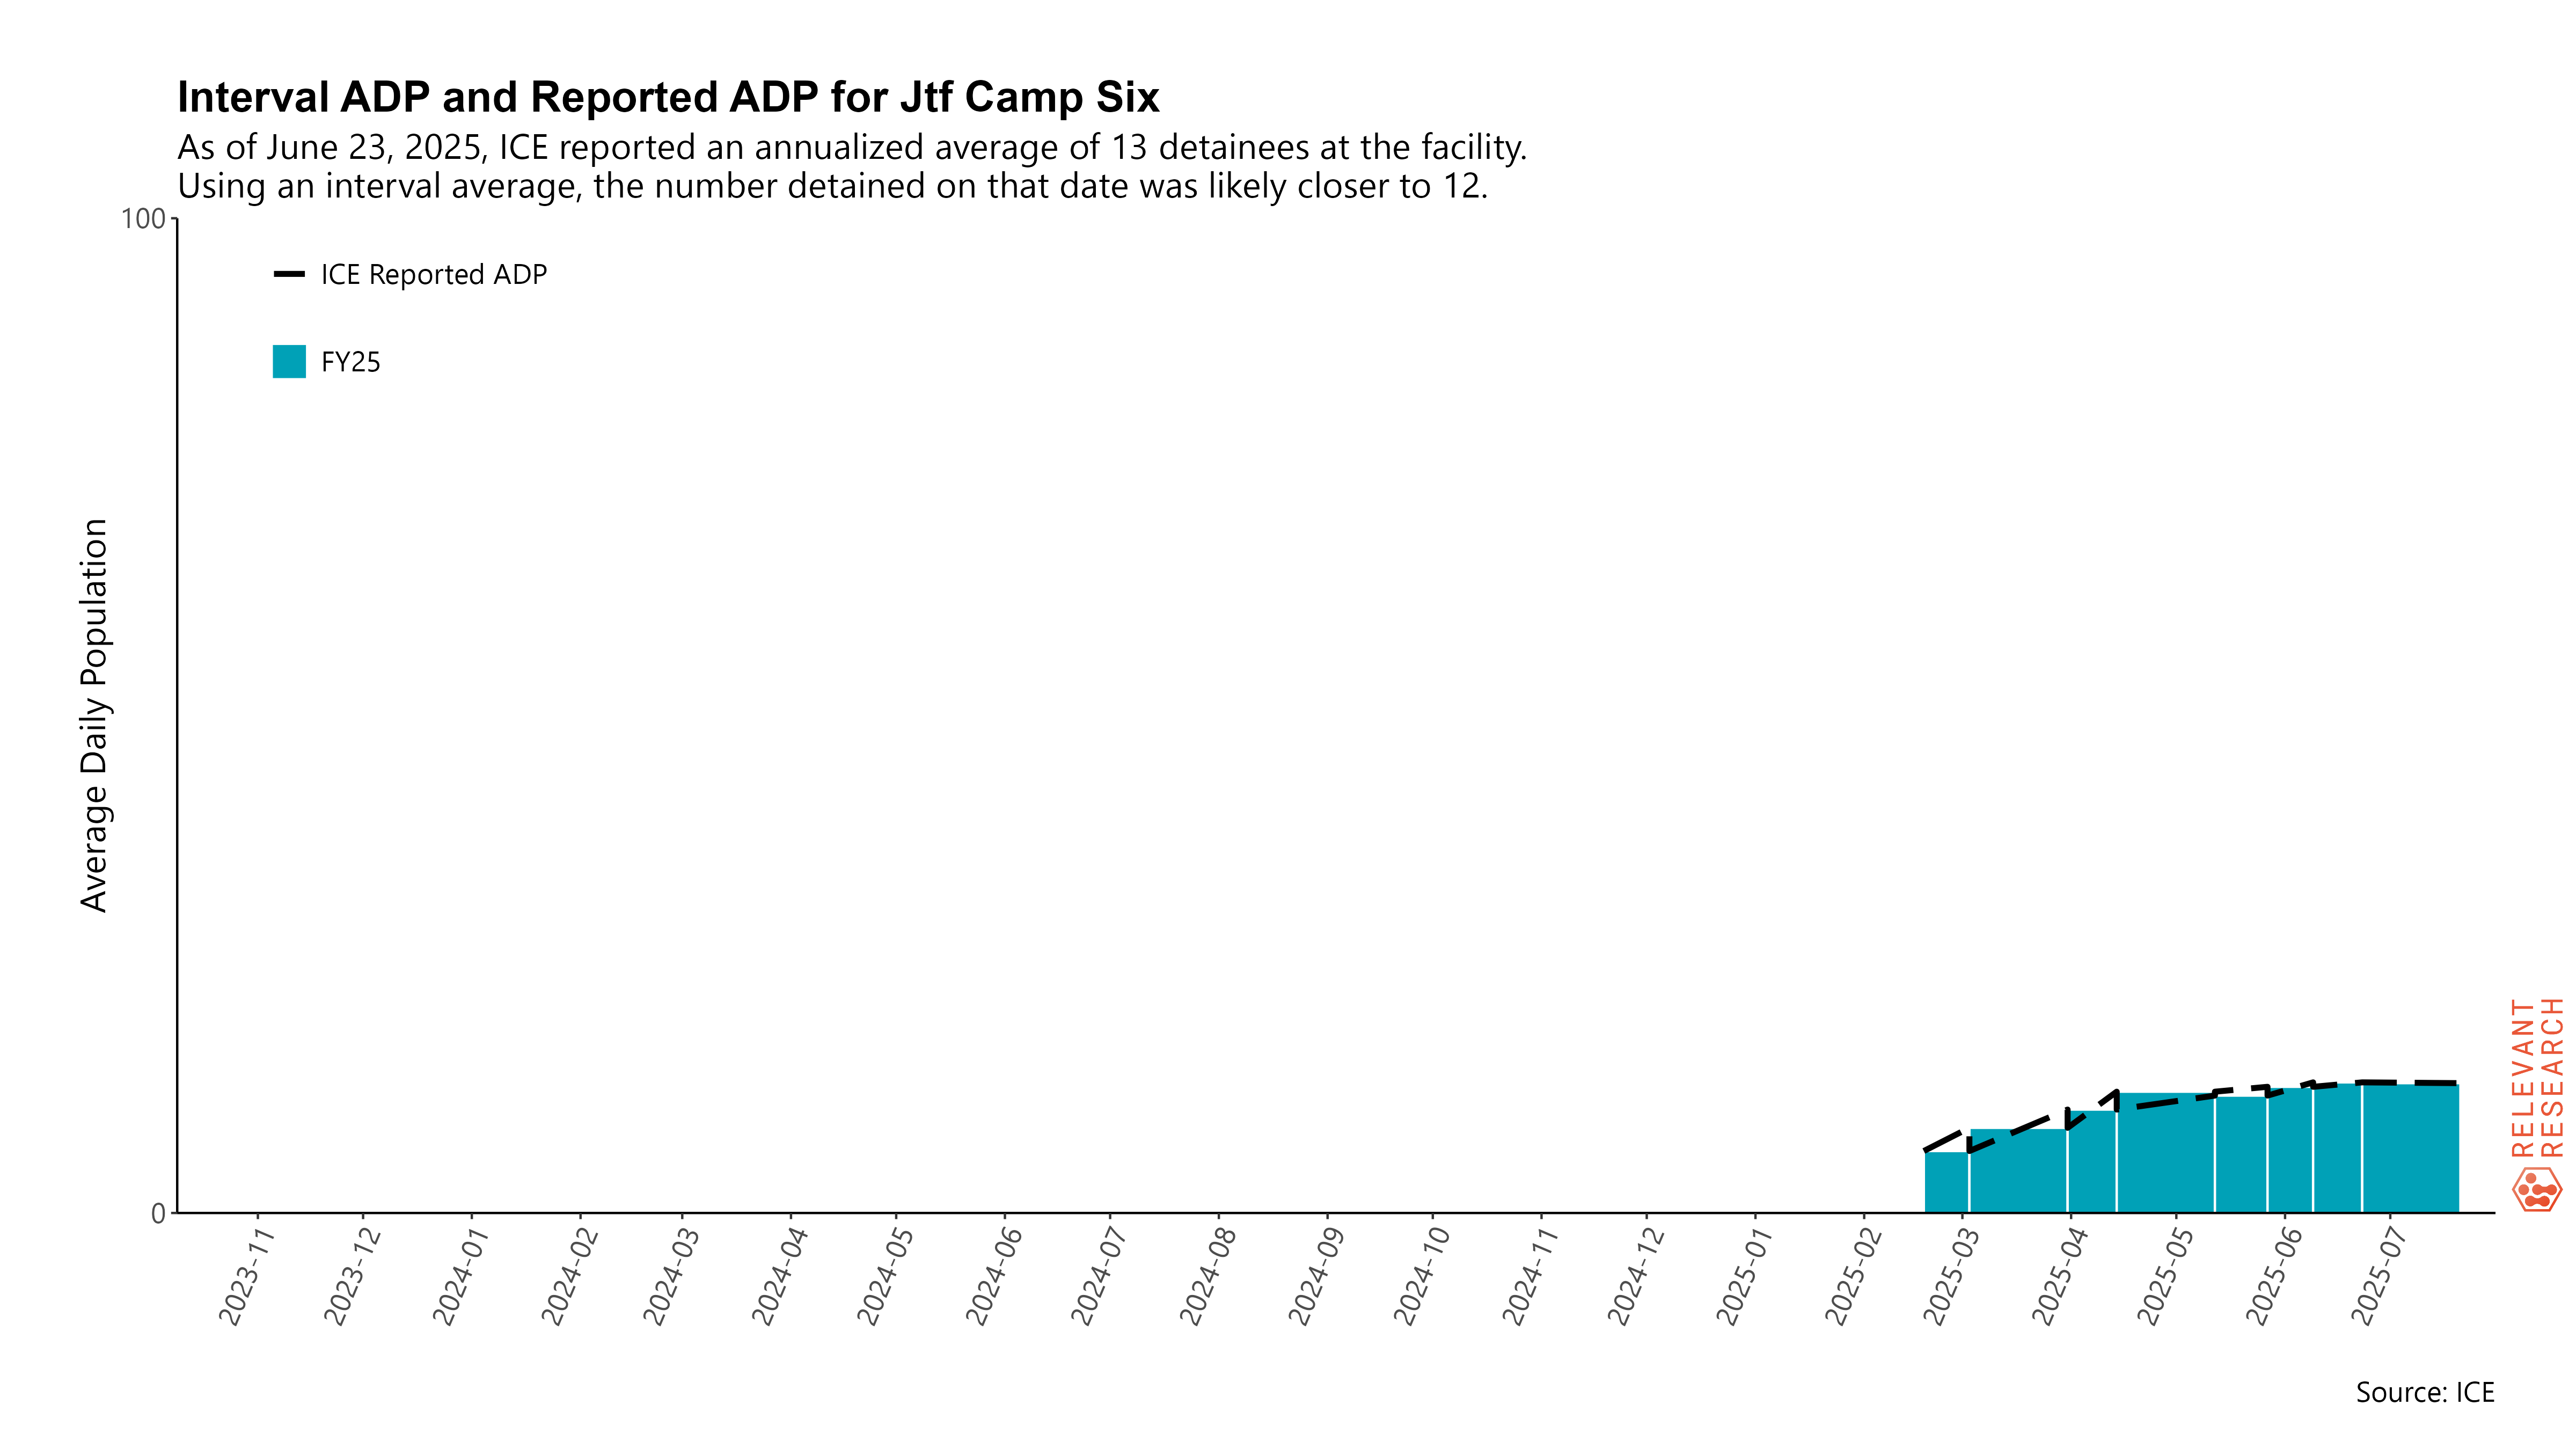 Interval ADP and Reported ADP for Jtf Camp Six
As of June 23, 2025, ICE reported an annualized average of 13 detainees at the facility.
Using an interval average, the number detained on that date was likely closer to 12.
100
ICE Reported ADP
FY25
Average Daily Population
0
2023-11
2023-12
2024-01
2024-02
2024-03
2024-04
2024-05
2024-06
2024-07
2024-08
2024-09
2024-10
2024-11
2024-12
2025-01
2025-02
2025-03
2025-04
2025-05
2025-06
2025-07
RELEVANT
RESEARCH
Source: ICE